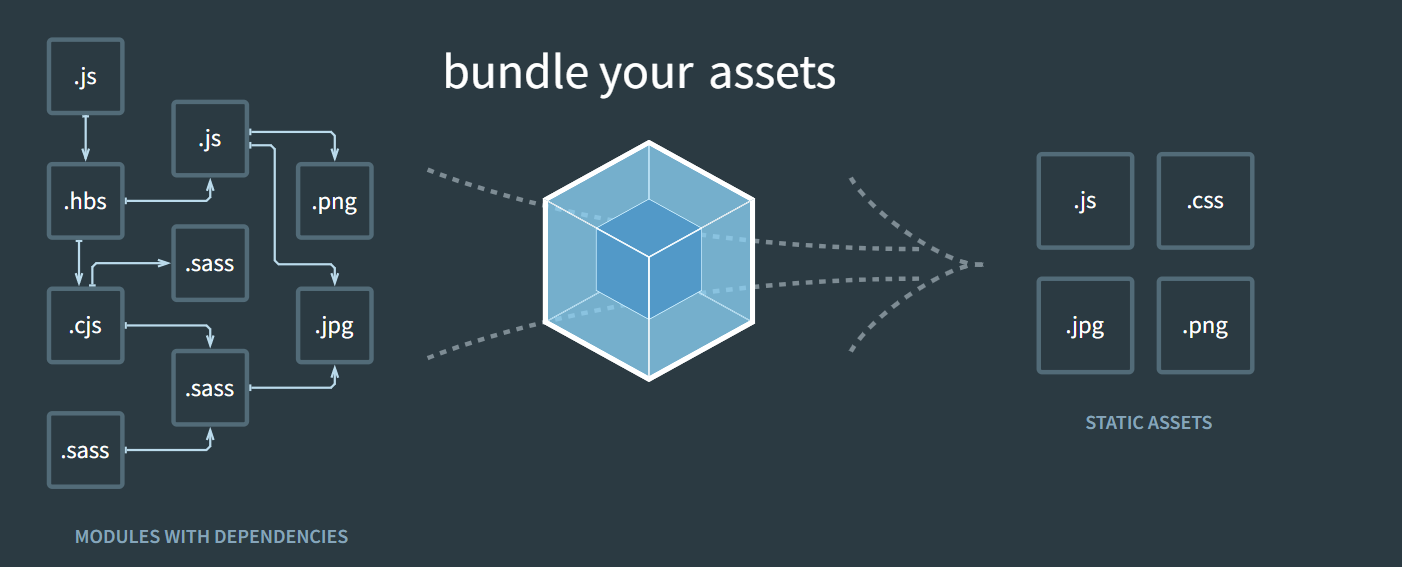 bundle your assets
.js
.js
.hbs
.png
.sass
.cjs
.jpg
.sass
.sass
MODULES WITH DEPENDENCIES
.js
.css
.jpg
.png
STATIC ASSETS